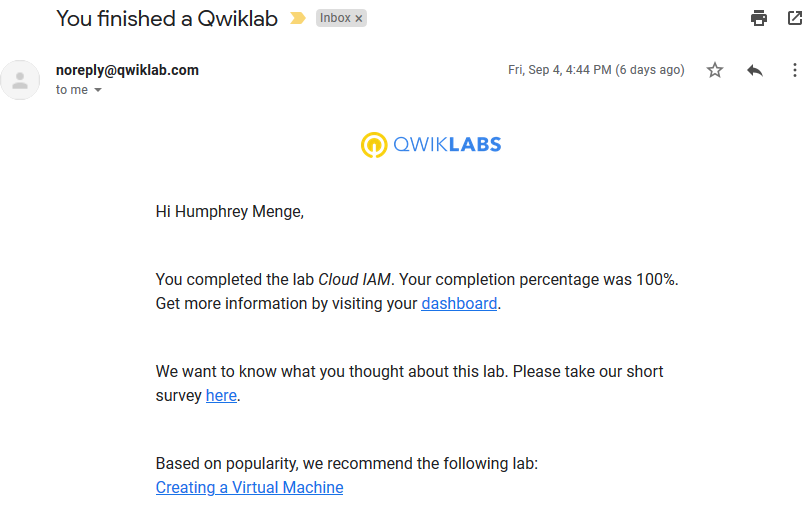 You finished a Qwiklab
Inbox ×
noreply@qwiklab.com
Fri, Sep 4, 4:44 PM (6 days ago)
to me
QWIKLABS
Hi Humphrey Menge,
You completed the lab Cloud IAM. Your completion percentage was 100%.
Get more information by visiting your dashboard.
We want to know what you thought about this lab. Please take our short
survey here.
Based on popularity, we recommend the following lab:
Creating a Virtual Machine